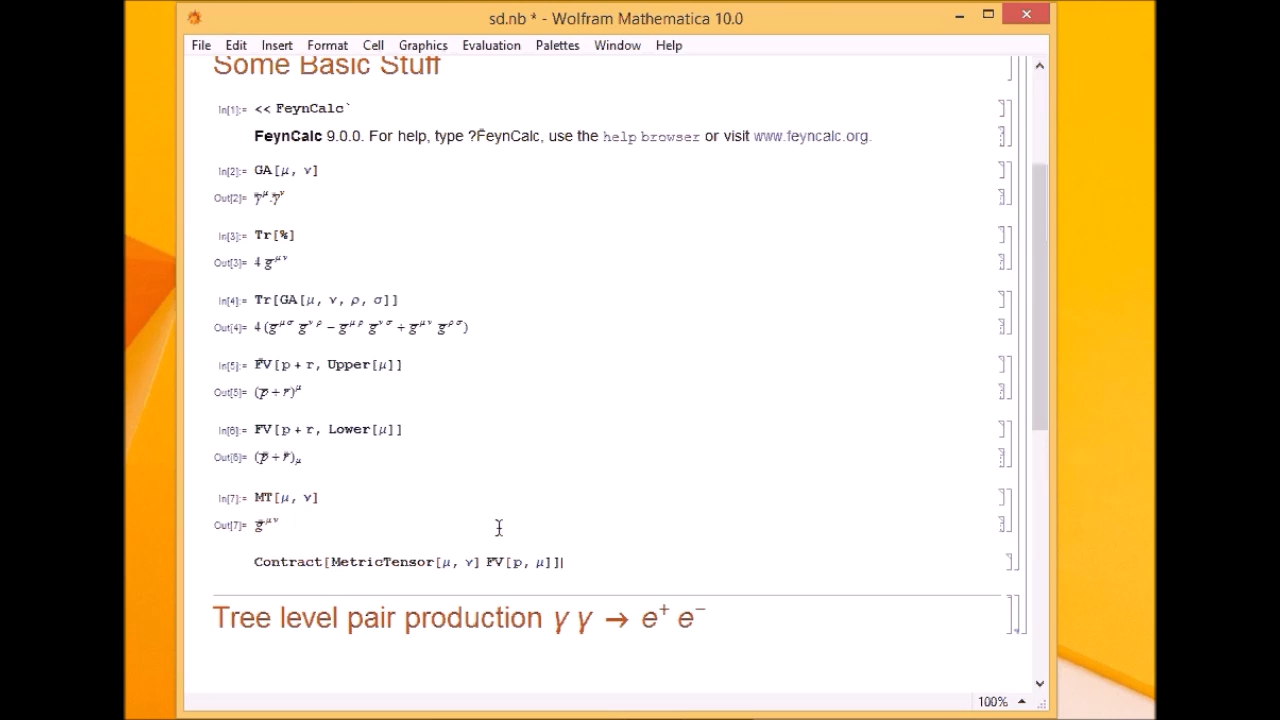 sd.nb * - Wolfram Mathematica 10.0
File Edit Insert Format Cell Graphics Evaluation Palettes Window Help
Some Basic Stuff
In[1]:= << FeynCalc`
FeynCalc 9.0.0. For help, type ?FeynCalc, use the help browser or visit www.feyncalc.org.
In[2]:= GA[μ, ν]
Out[2]= γ̄^μ.γ̄^ν
In[3]:= Tr[%]
Out[3]= 4 ḡ^μν
In[4]:= Tr[GA[μ, ν, ρ, σ]]
Out[4]= 4 (ḡ^μσ ḡ^νρ − ḡ^μρ ḡ^νσ + ḡ^μν ḡ^ρσ)
In[5]:= FV[p + r, Upper[μ]]
Out[5]= (p̄ + r̄)^μ
In[6]:= FV[p + r, Lower[μ]]
Out[6]= (p̄ + r̄)_μ
In[7]:= MT[μ, ν]
Out[7]= ḡ^μν
Contract[MetricTensor[μ, ν] FV[p, μ]]
Tree level pair production γ γ → e⁺ e⁻
100%